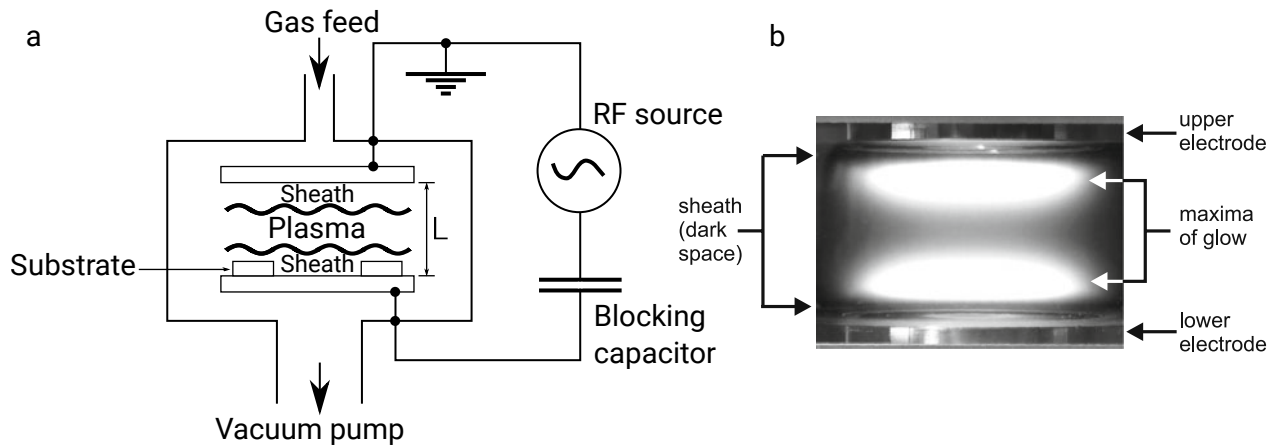 a
Gas feed
RF source
Sheath
Plasma
L
Sheath
Substrate
Blocking
capacitor
Vacuum pump
b
upper
electrode
sheath
(dark
space)
maxima
of glow
lower
electrode